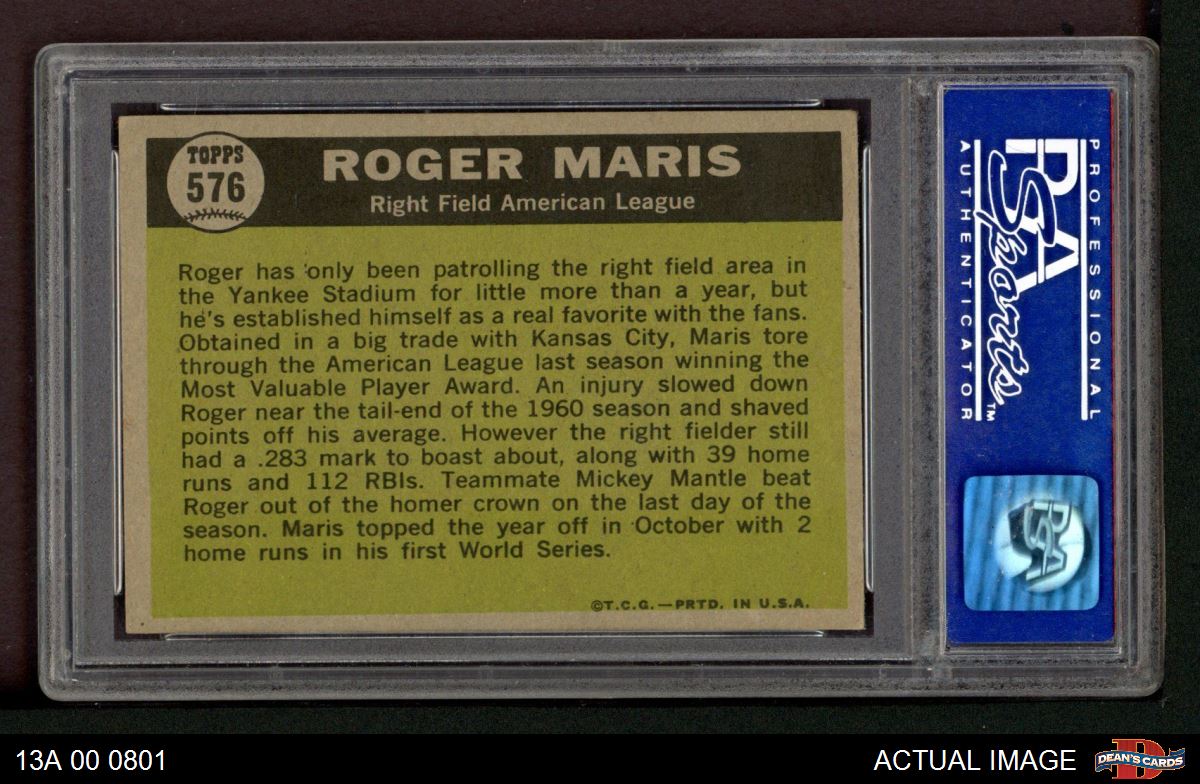 TOPPS
576
ROGER MARIS
Right Field American League
Roger has only been patrolling the right field area in
the Yankee Stadium for little more than a year, but
he's established himself as a real favorite with the fans.
Obtained in a big trade with Kansas City, Maris tore
through the American League last season winning the
Most Valuable Player Award. An injury slowed down
Roger near the tail-end of the 1960 season and shaved
points off his average. However the right fielder still
had a .283 mark to boast about, along with 39 home
runs and 112 RBIs. Teammate Mickey Mantle beat
Roger out of the homer crown on the last day of the
season. Maris topped the year off in October with 2
home runs in his first World Series.
©T.C.G.—PRTD. IN U.S.A.
PROFESSIONAL
PSA
Sports™
AUTHENTICATOR
PSA
13A 00 0801
ACTUAL IMAGE
D
DEAN'S CARDS